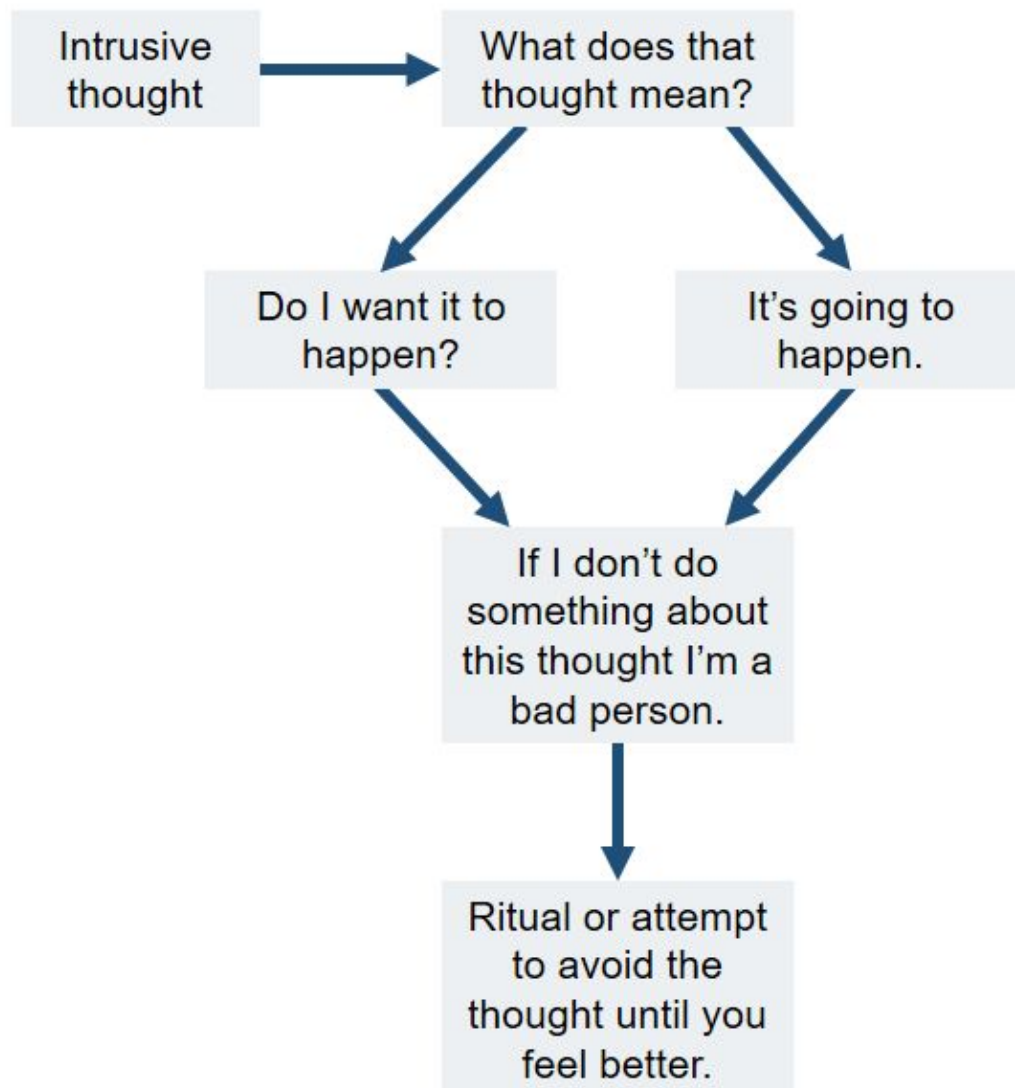 Intrusive
thought
What does that
thought mean?
Do I want it to
happen?
It’s going to
happen.
If I don’t do
something about
this thought I’m a
bad person.
Ritual or attempt
to avoid the
thought until you
feel better.